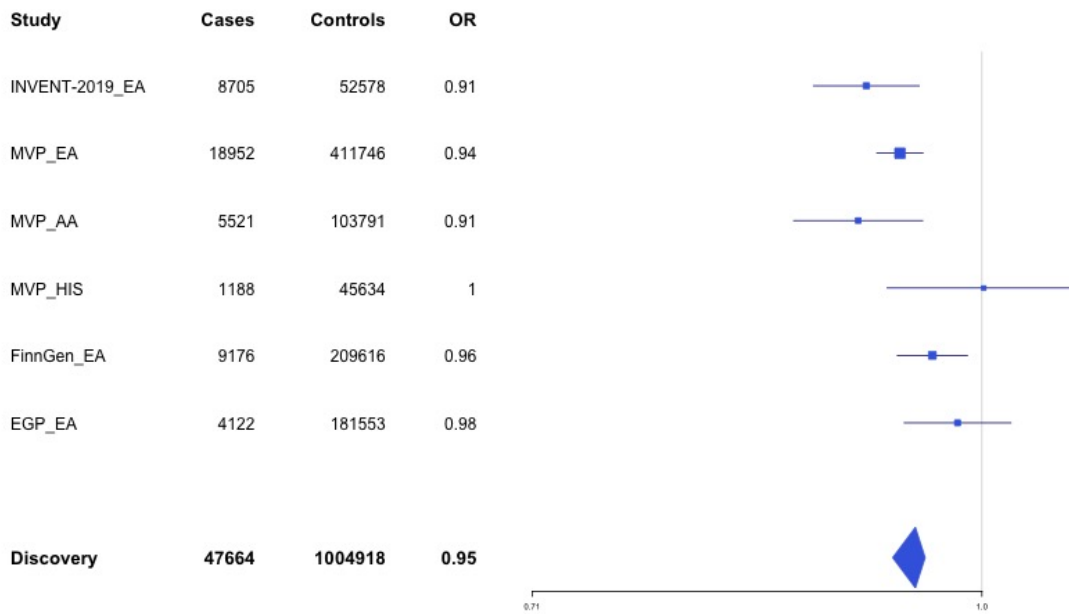 Study Cases Controls OR
INVENT-2019_EA 8705 52578 0.91
MVP_EA 18952 411746 0.94
MVP_AA 5521 103791 0.91
MVP_HIS 1188 45634 1
FinnGen_EA 9176 209616 0.96
EGP_EA 4122 181553 0.98
Discovery 47664 1004918 0.95
0.71 1.0